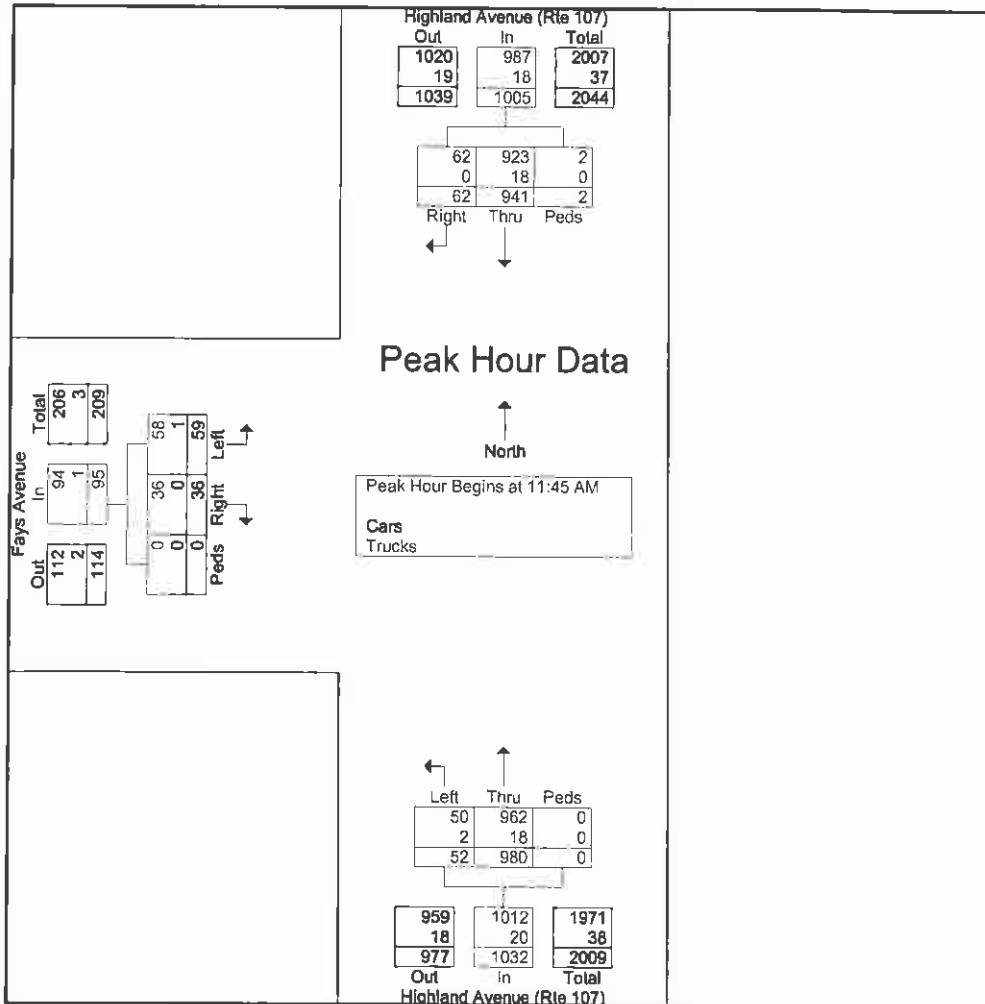 Highland Avenue (Rte 107)
Out In Total
1020 987 2007
19 18 37
1039 1005 2044
62 923 2
0 18 0
62 941 2
Right Thru Peds
Peak Hour Data
North
Peak Hour Begins at 11:45 AM
Cars
Trucks
Fays Avenue
Out In Total
112 94 206
2 1 3
114 95 209
0 36 58
0 0 1
0 36 59
Peds Right Left
Left Thru Peds
50 962 0
2 18 0
52 980 0
959 1012 1971
18 20 38
977 1032 2009
Out In Total
Highland Avenue (Rte 107)